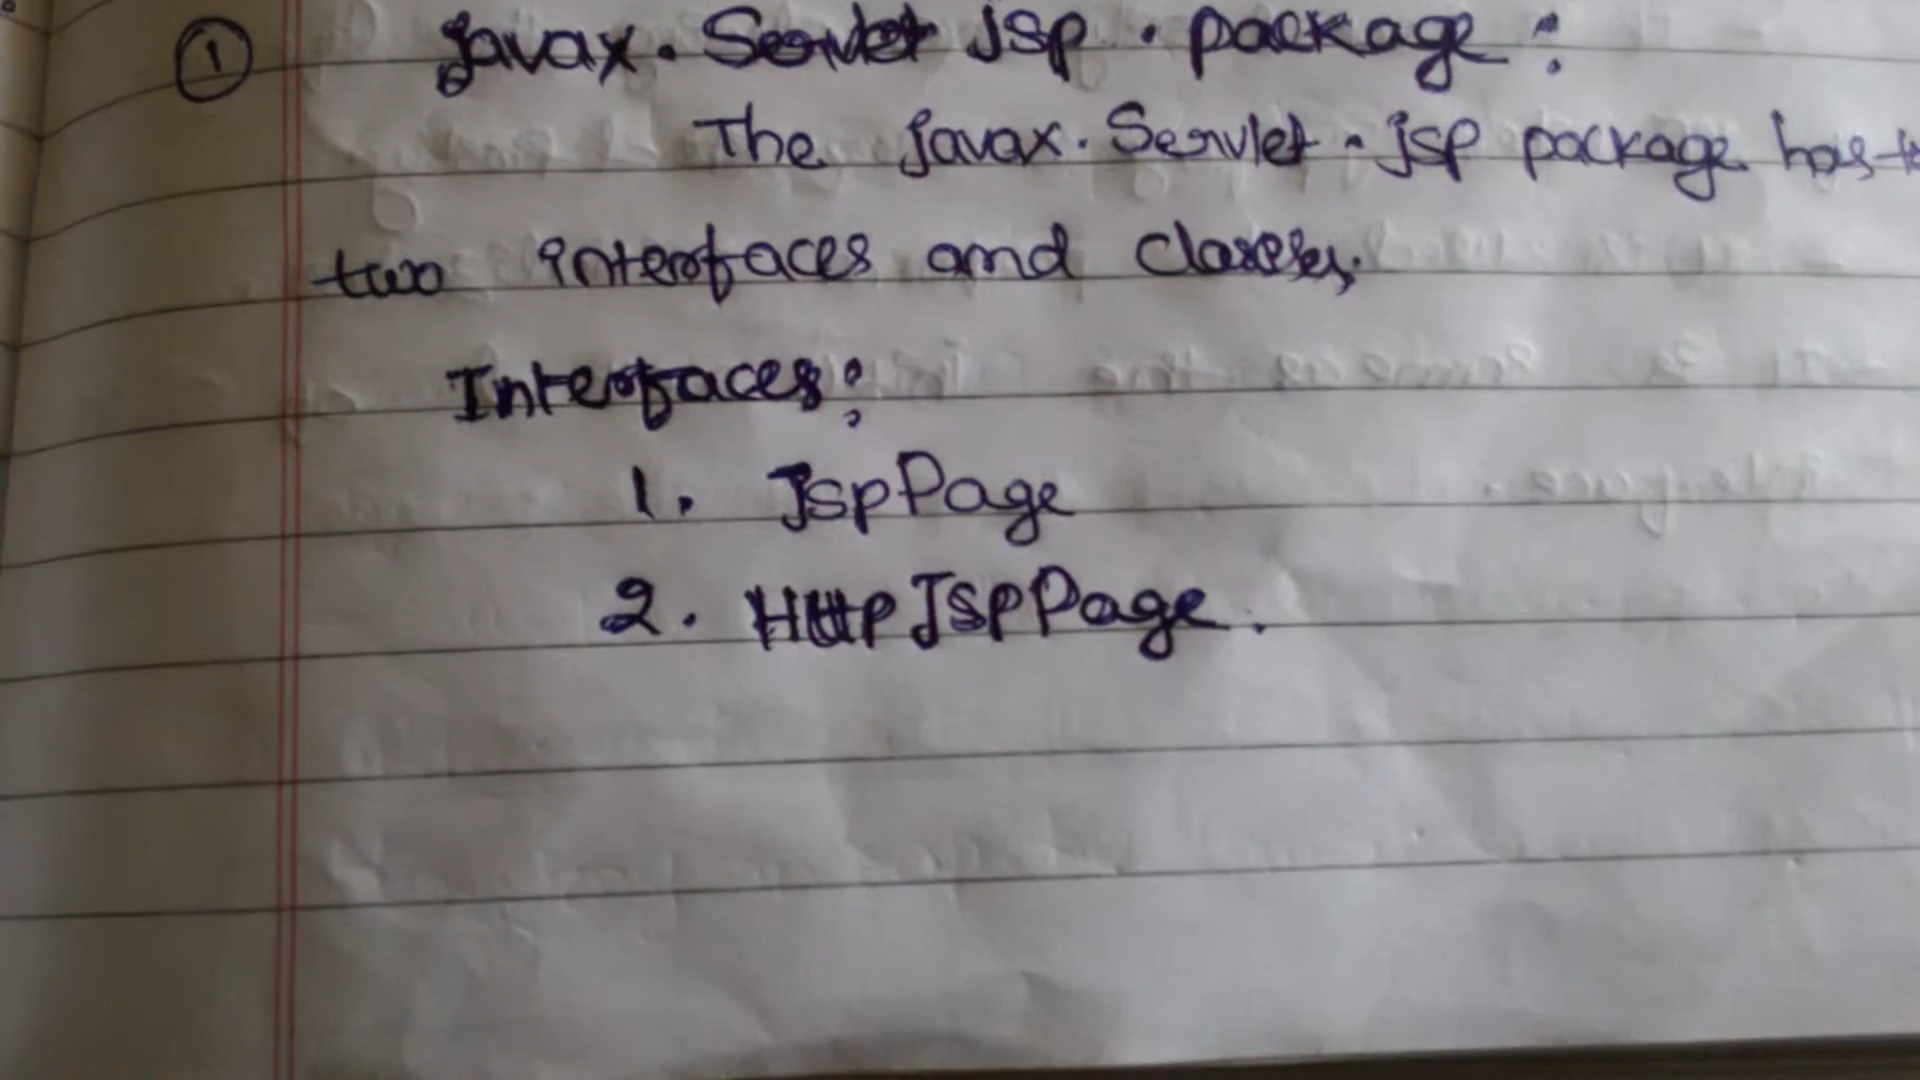 ① javax.Servlet jsp.package:
The javax.Servlet.jsp package has
two interfaces and classes.
Interfaces:
1. JspPage
2. HttpJspPage.